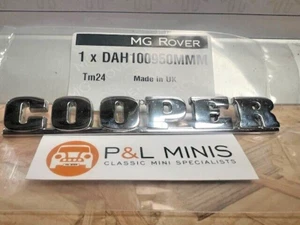 MG ROVER
1 x DAH100950MMM
Tm24 Made in UK
COOPER
P&L MINIS
CLASSIC MINI SPECIALISTS